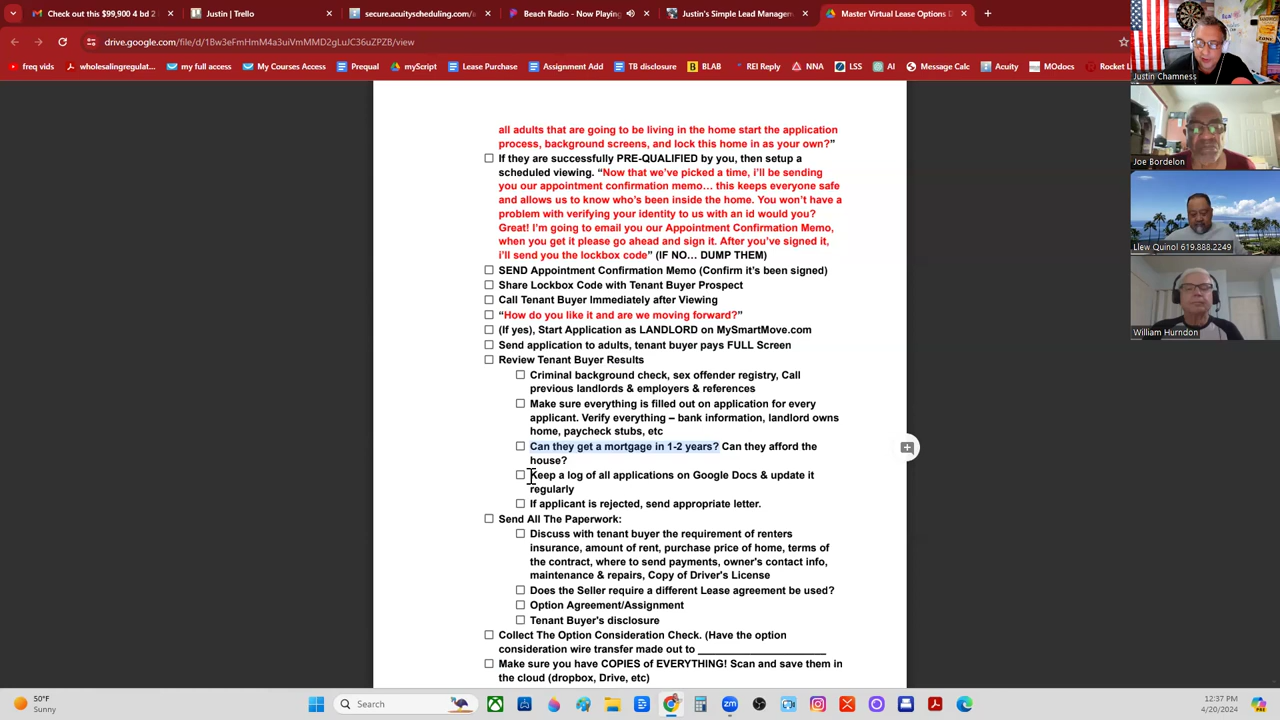 Check out this $99,900 4 bd 2
Justin | Trello
secure.acuityscheduling.com/
Beach Radio - Now Playing
Justin's Simple Lead Managem
Master Virtual Lease Options D
drive.google.com/file/d/1Bw3eFmHmM4a3uiVmMMD2gLuJC36uZPZB/view
freq vids
wholesalingregulat...
my full access
My Courses Access
Prequal
myScript
Lease Purchase
Assignment Add
TB disclosure
BLAB
REI Reply
NNA
LSS
AI
Message Calc
Acuity
MOdocs
Rocket L
all adults that are going to be living in the home start the application
process, background screens, and lock this home in as your own?”
If they are successfully PRE-QUALIFIED by you, then setup a
scheduled viewing. “Now that we’ve picked a time, i’ll be sending
you our appointment confirmation memo… this keeps everyone safe
and allows us to know who’s been inside the home. You won’t have a
problem with verifying your identity to us with an id would you?
Great! I’m going to email you our Appointment Confirmation Memo,
when you get it please go ahead and sign it. After you’ve signed it,
i’ll send you the lockbox code” (IF NO… DUMP THEM)
SEND Appointment Confirmation Memo (Confirm it’s been signed)
Share Lockbox Code with Tenant Buyer Prospect
Call Tenant Buyer Immediately after Viewing
“How do you like it and are we moving forward?”
(If yes), Start Application as LANDLORD on MySmartMove.com
Send application to adults, tenant buyer pays FULL Screen
Review Tenant Buyer Results
Criminal background check, sex offender registry, Call
previous landlords & employers & references
Make sure everything is filled out on application for every
applicant. Verify everything – bank information, landlord owns
home, paycheck stubs, etc
Can they get a mortgage in 1-2 years? Can they afford the
house?
Keep a log of all applications on Google Docs & update it
regularly
If applicant is rejected, send appropriate letter.
Send All The Paperwork:
Discuss with tenant buyer the requirement of renters
insurance, amount of rent, purchase price of home, terms of
the contract, where to send payments, owner's contact info,
maintenance & repairs, Copy of Driver's License
Does the Seller require a different Lease agreement be used?
Option Agreement/Assignment
Tenant Buyer's disclosure
Collect The Option Consideration Check. (Have the option
consideration wire transfer made out to ______________________
Make sure you have COPIES of EVERYTHING! Scan and save them in
the cloud (dropbox, Drive, etc)
Justin Chamness
Joe Bordelon
Llew Quinol 619.888.2249
William Hurndon
50°F
Sunny
Search
12:37 PM
4/20/2024